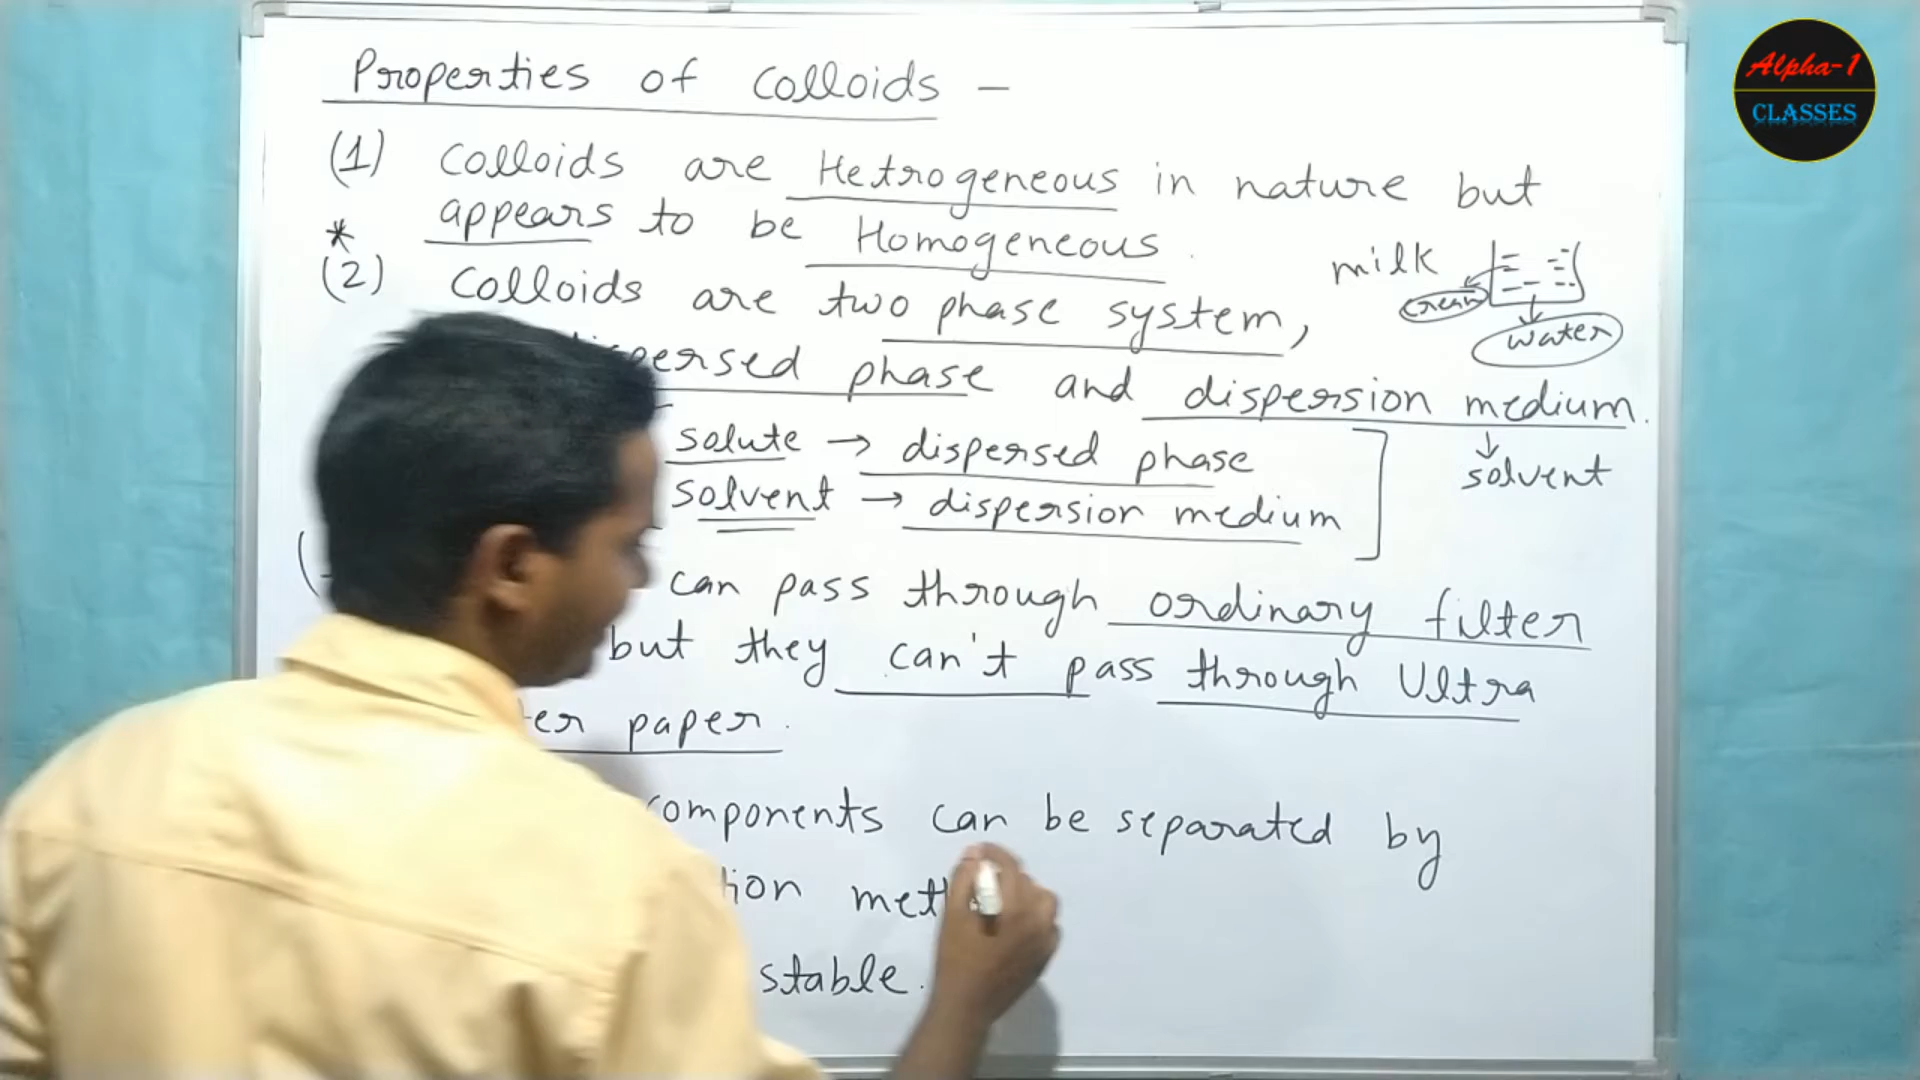 Properties of Colloids –
(1) Colloids are Hetrogeneous in nature but
appears to be Homogeneous.
*
milk
cream
water
(2) Colloids are two phase system,
phase and dispersion medium.
solute → dispersed phase
solvent
solvent → dispersion medium
can pass through ordinary filter
but they can't pass through Ultra
paper.
components can be separated by
stable.
Alpha-1
CLASSES